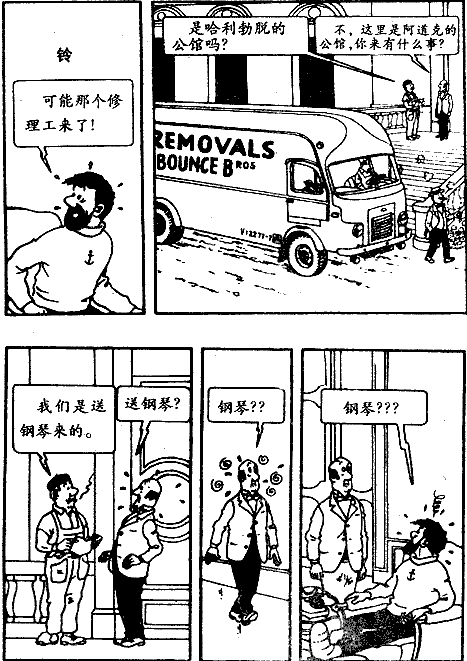 铃
可能那个修
理工来了!
是哈利勃脱的
公馆吗?
不，这里是阿道克的
公馆,你来有什么事?
REMOVALS
BOUNCE BROS
我们是送
钢琴来的。
送钢琴?
钢琴??
钢琴???